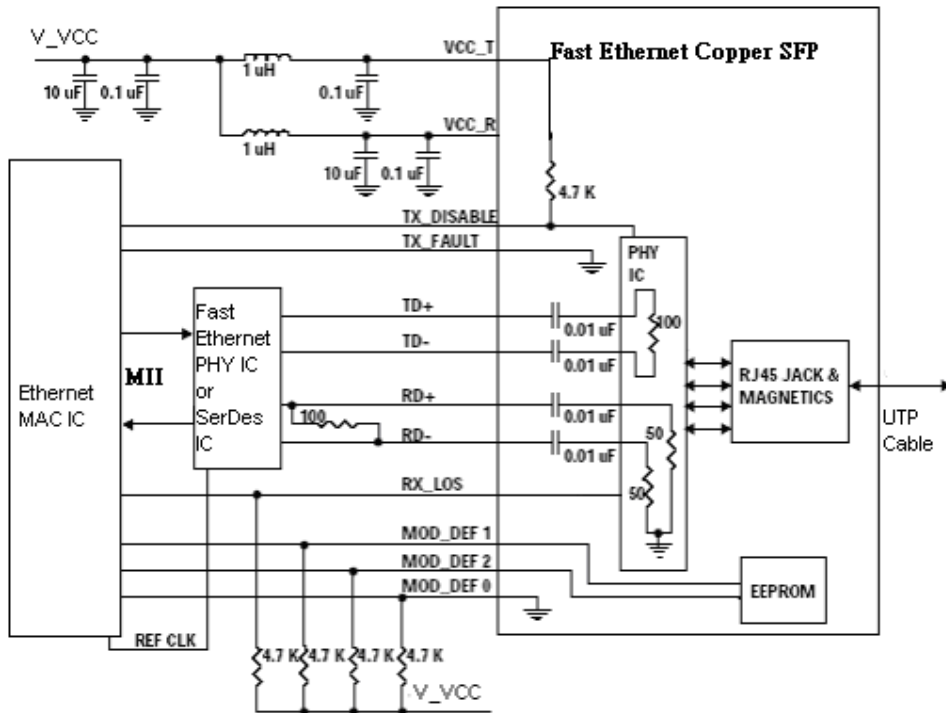 V_VCC
VCC_T
Fast Ethernet Copper SFP
1 uH
10 uF
0.1 uF
0.1 uF
VCC_R
1 uH
10 uF
0.1 uF
4.7 K
TX_DISABLE
TX_FAULT
PHY
IC
Fast
Ethernet
PHY IC
or
SerDes
IC
TD+
0.01 uF
100
TD-
0.01 uF
MII
Ethernet
MAC IC
RJ45 JACK &
MAGNETICS
RD+
0.01 uF
100
RD-
0.01 uF
50
50
UTP
Cable
RX_LOS
MOD_DEF 1
MOD_DEF 2
MOD_DEF 0
EEPROM
REF CLK
4.7 K
4.7 K
4.7 K
4.7 K
V_VCC